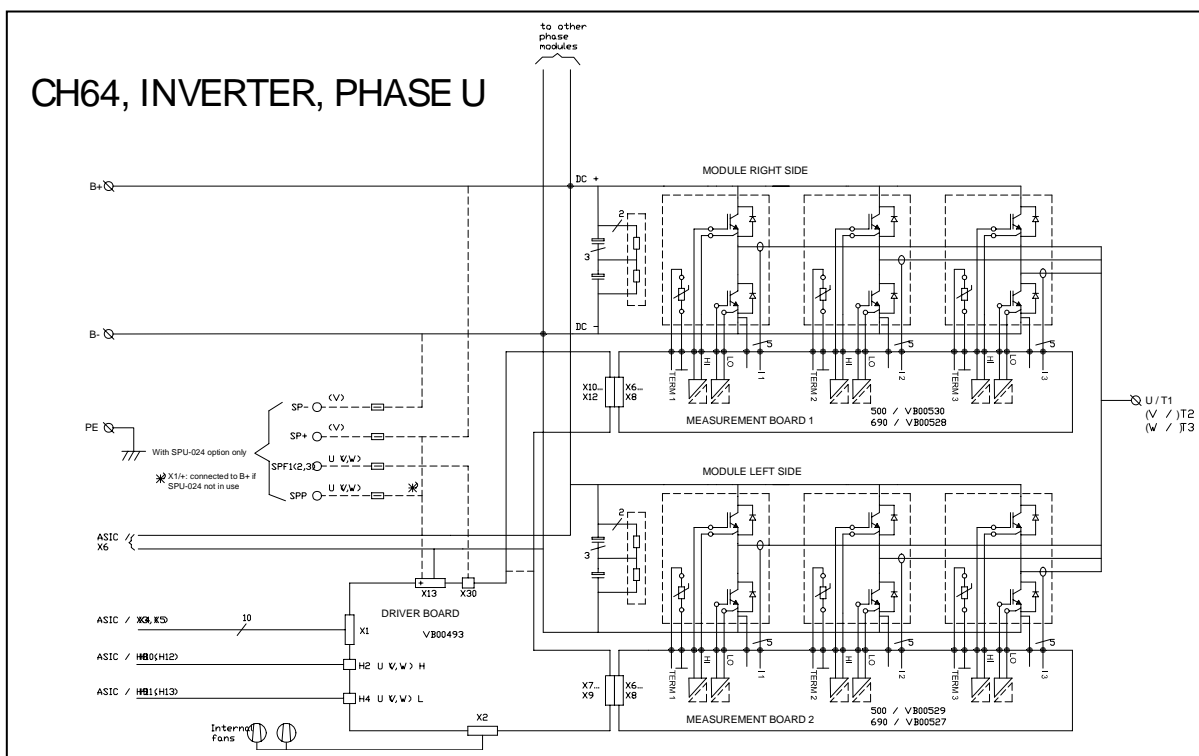 to other
phase
modules
CH64, INVERTER, PHASE U
B+
DC +
MODULE RIGHT SIDE
2
3
B-
DC -
5
5
5
TERM 1
HI
LO
I1
TERM 2
HI
LO
I2
TERM 3
HI
LO
I3
X10...
X12
X6...
X8
MEASUREMENT BOARD 1
500 / VB00530
690 / VB00528
U/T1
(V / )T2
(W / )T3
PE
SP- (V)
SP+ (V)
With SPU-024 option only
SPF1(2,3) U (V,W)
X1/+: connected to B+ if
SPU-024 not in use
SPP U (V,W)
MODULE LEFT SIDE
2
3
ASIC /
X6
+
X13
X30
DRIVER BOARD
VB00493
ASIC /
10
X1
ASIC /
H2 U (V,W) H
ASIC /
H4 U (V,W) L
5
5
5
TERM 1
HI
LO
I1
TERM 2
HI
LO
I2
TERM 3
HI
LO
I3
X7...
X9
X6...
X8
MEASUREMENT BOARD 2
500 / VB00529
690 / VB00527
X2
Internal
fans